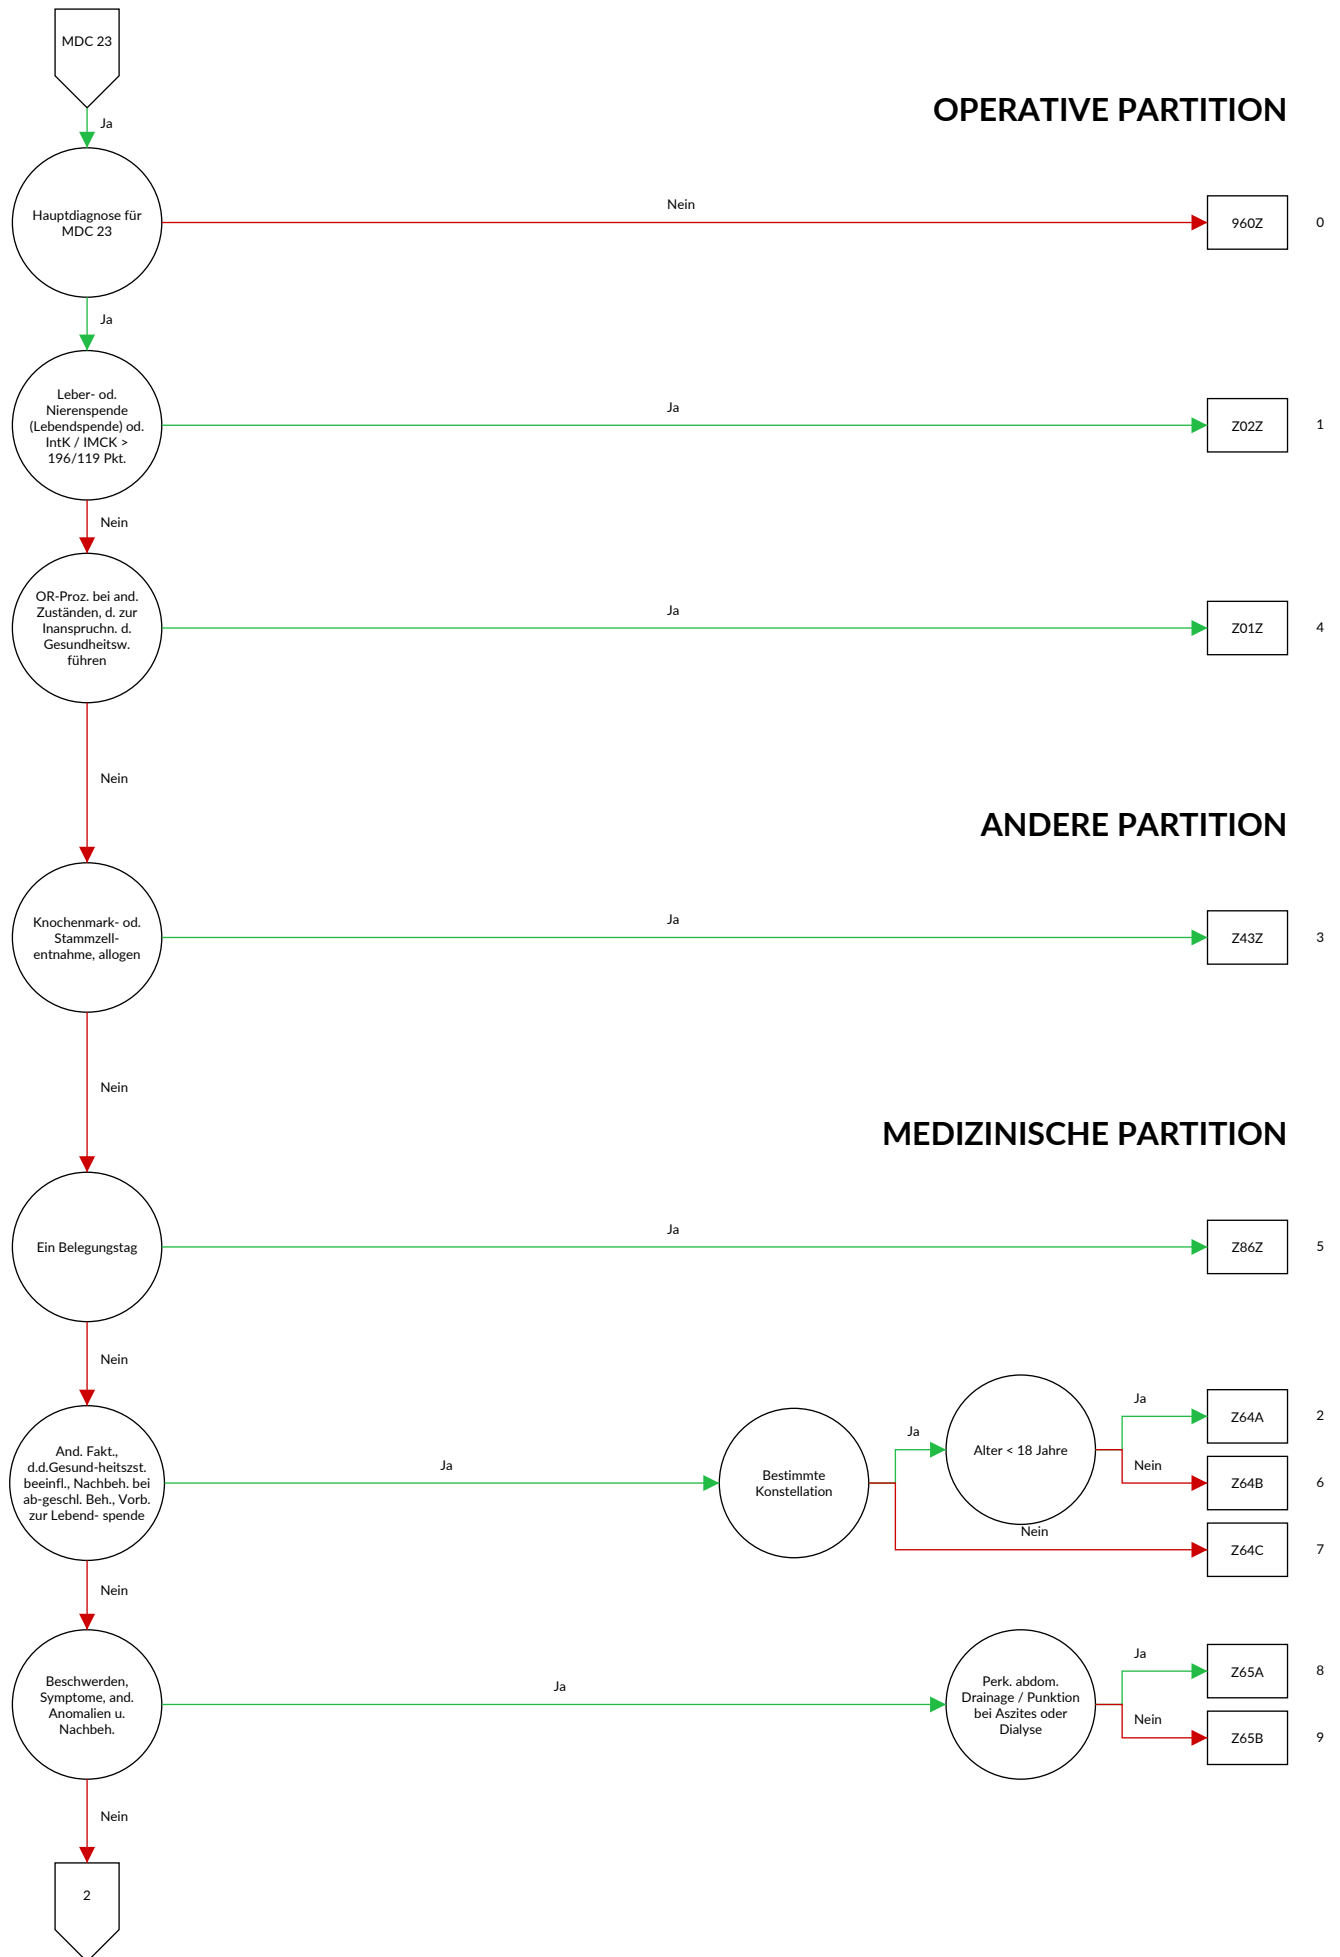 MDC 23
Ja
OPERATIVE PARTITION
Hauptdiagnose für
MDC 23
Nein
960Z
0
Ja
Leber- od.
Nierenspende
(Lebendspende) od.
IntK / IMCK >
196/119 Pkt.
Ja
Z02Z
1
Nein
OR-Proz. bei and.
Zuständen, d. zur
Inanspruchn. d.
Gesundheitsw.
führen
Ja
Z01Z
4
Nein
ANDERE PARTITION
Knochenmark- od.
Stammzell-
entnahme, allogen
Ja
Z43Z
3
Nein
MEDIZINISCHE PARTITION
Ein Belegungstag
Ja
Z86Z
5
Nein
And. Fakt.,
d.d.Gesund-heitszst.
beeinfl., Nachbeh. bei
ab-geschl. Beh., Vorb.
zur Lebend- spende
Ja
Bestimmte
Konstellation
Ja
Alter < 18 Jahre
Ja
Z64A
2
Nein
Z64B
6
Nein
Z64C
7
Nein
Beschwerden,
Symptome, and.
Anomalien u.
Nachbeh.
Ja
Perk. abdom.
Drainage / Punktion
bei Aszites oder
Dialyse
Ja
Z65A
8
Nein
Z65B
9
Nein
2